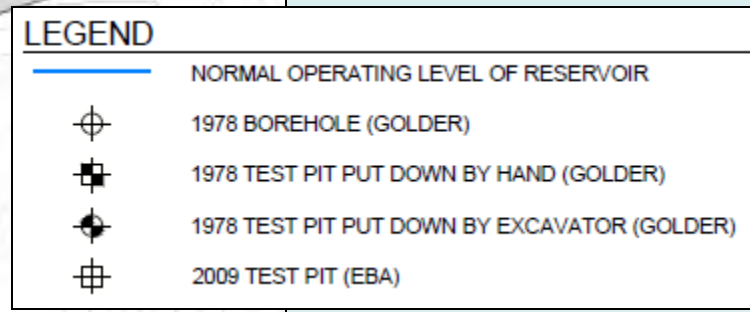 LEGEND
NORMAL OPERATING LEVEL OF RESERVOIR
1978 BOREHOLE (GOLDER)
1978 TEST PIT PUT DOWN BY HAND (GOLDER)
1978 TEST PIT PUT DOWN BY EXCAVATOR (GOLDER)
2009 TEST PIT (EBA)